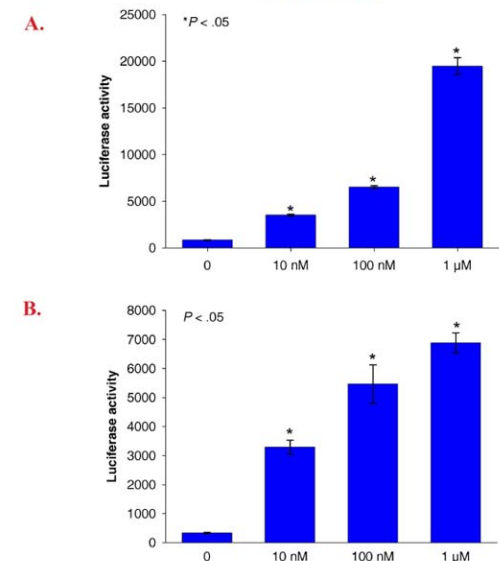 A.
*P < .05
Luciferase activity
25000
20000
15000
10000
5000
0
* * *
0 10 nM 100 nM 1 µM
B.
P < .05
Luciferase activity
8000
7000
6000
5000
4000
3000
2000
1000
0
* * *
0 10 nM 100 nM 1 µM